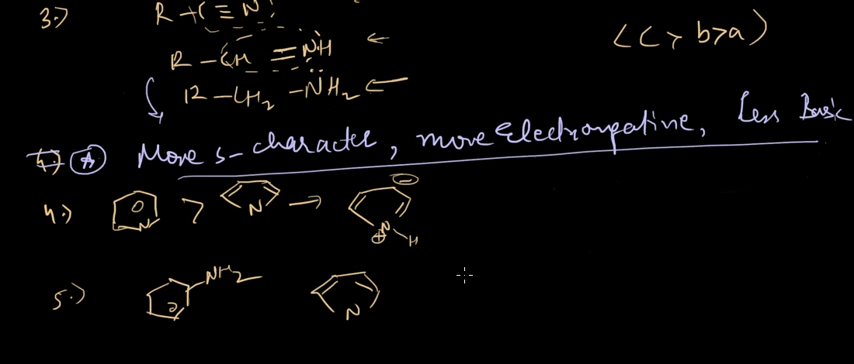 3.) R + C ≡ N
(C > b > a)
R - CH = NH ←
R - CH2 - NH2 ←
(A) More s-character, more Electronegative, Less Basic
4.) N > N → N ⊕ H ⊖
5.) NH2 N